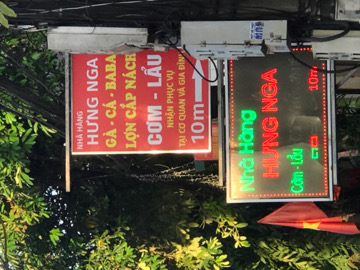 NHÀ HÀNG
HƯNG NGA
GÀ - CÁ - BABA
LỢN CẮP NÁCH
CƠM - LẨU
NHẬN PHỤC VỤ
TẠI CƠ QUAN VÀ GIA ĐÌNH
10m
Nhà Hàng
HƯNG NGA
Cơm - Lẩu
10m